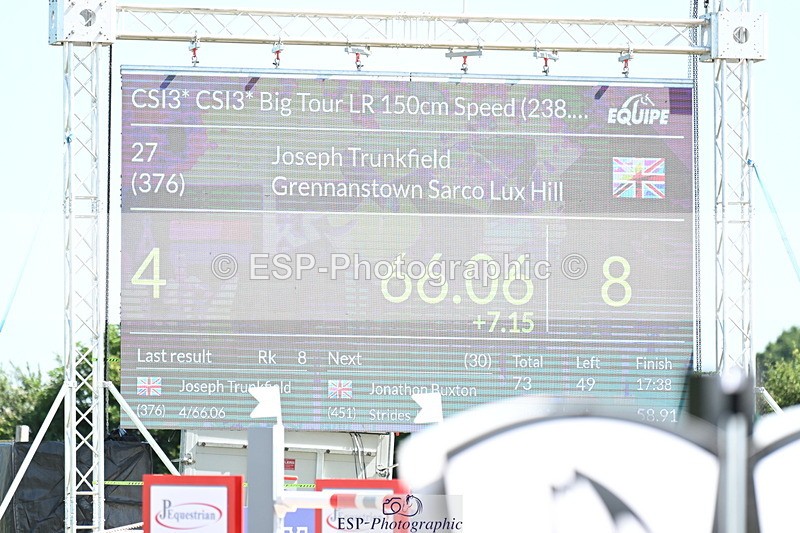 CSI3* CSI3* Big Tour LR 150cm Speed (238....
EQUIPE
27 Joseph Trunkfield
(376) Grennanstown Sarco Lux Hill
4 66.06 8
+7.15
© ESP-Photographic ©
Last result Rk 8 Next (30) Total Left Finish
Joseph Trunkfield Jonathon Buxton 73 49 17:38
(376) 4/66.06 (451) Strides 58.91
JP Equestrian
ESP-Photographic